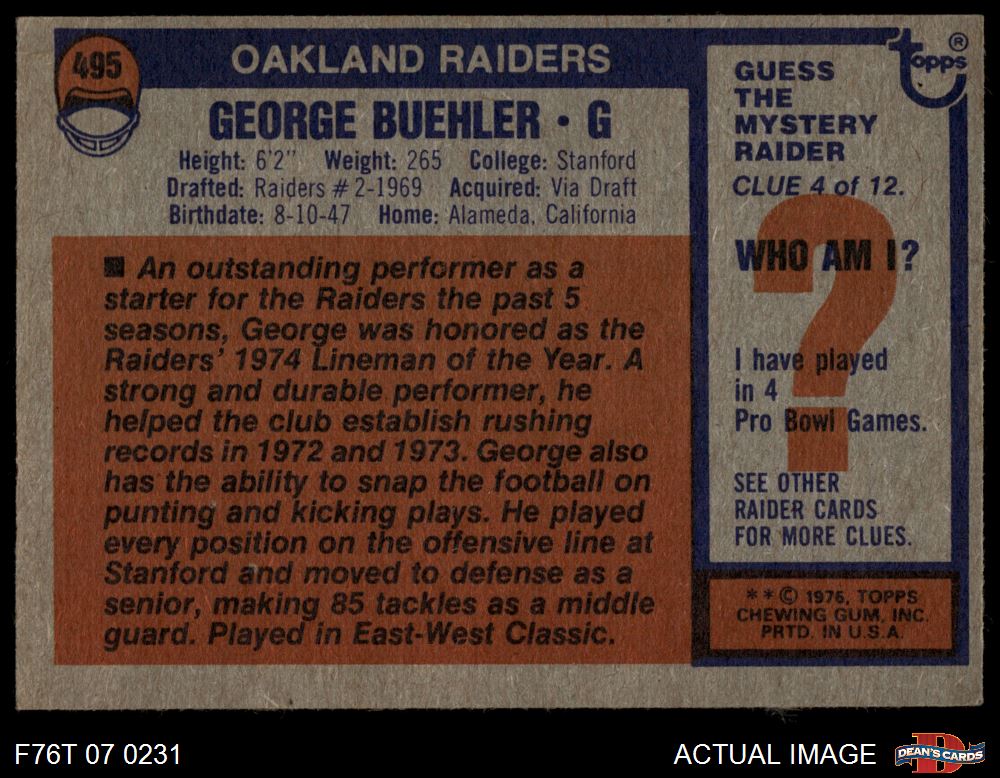 495
OAKLAND RAIDERS
GEORGE BUEHLER • G
Height: 6'2" Weight: 265 College: Stanford
Drafted: Raiders # 2-1969 Acquired: Via Draft
Birthdate: 8-10-47 Home: Alameda, California
■ An outstanding performer as a
starter for the Raiders the past 5
seasons, George was honored as the
Raiders' 1974 Lineman of the Year. A
strong and durable performer, he
helped the club establish rushing
records in 1972 and 1973. George also
has the ability to snap the football on
punting and kicking plays. He played
every position on the offensive line at
Stanford and moved to defense as a
senior, making 85 tackles as a middle
guard. Played in East-West Classic.
topps ®
GUESS
THE
MYSTERY
RAIDER
CLUE 4 of 12.
?
WHO AM I?
I have played
in 4
Pro Bowl Games.
SEE OTHER
RAIDER CARDS
FOR MORE CLUES.
* * © 1976, TOPPS
CHEWING GUM, INC.
PRTD. IN U.S.A.
F76T 07 0231
ACTUAL IMAGE
D
DEAN'S CARDS